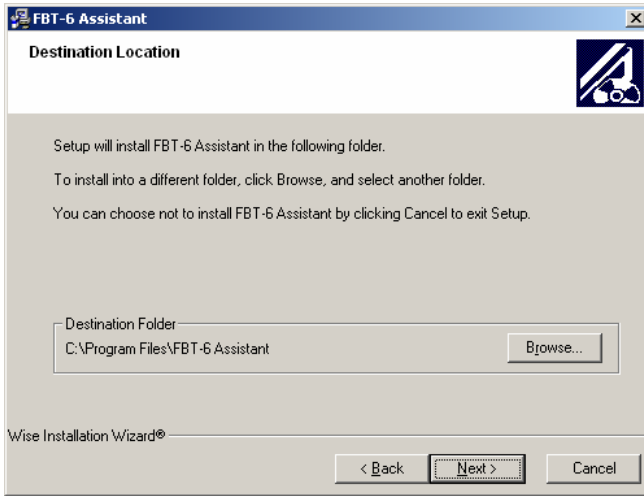 FBT-6 Assistant
Destination Location
Setup will install FBT-6 Assistant in the following folder.
To install into a different folder, click Browse, and select another folder.
You can choose not to install FBT-6 Assistant by clicking Cancel to exit Setup.
Destination Folder
C:\Program Files\FBT-6 Assistant
Browse...
Wise Installation Wizard®
< Back Next > Cancel